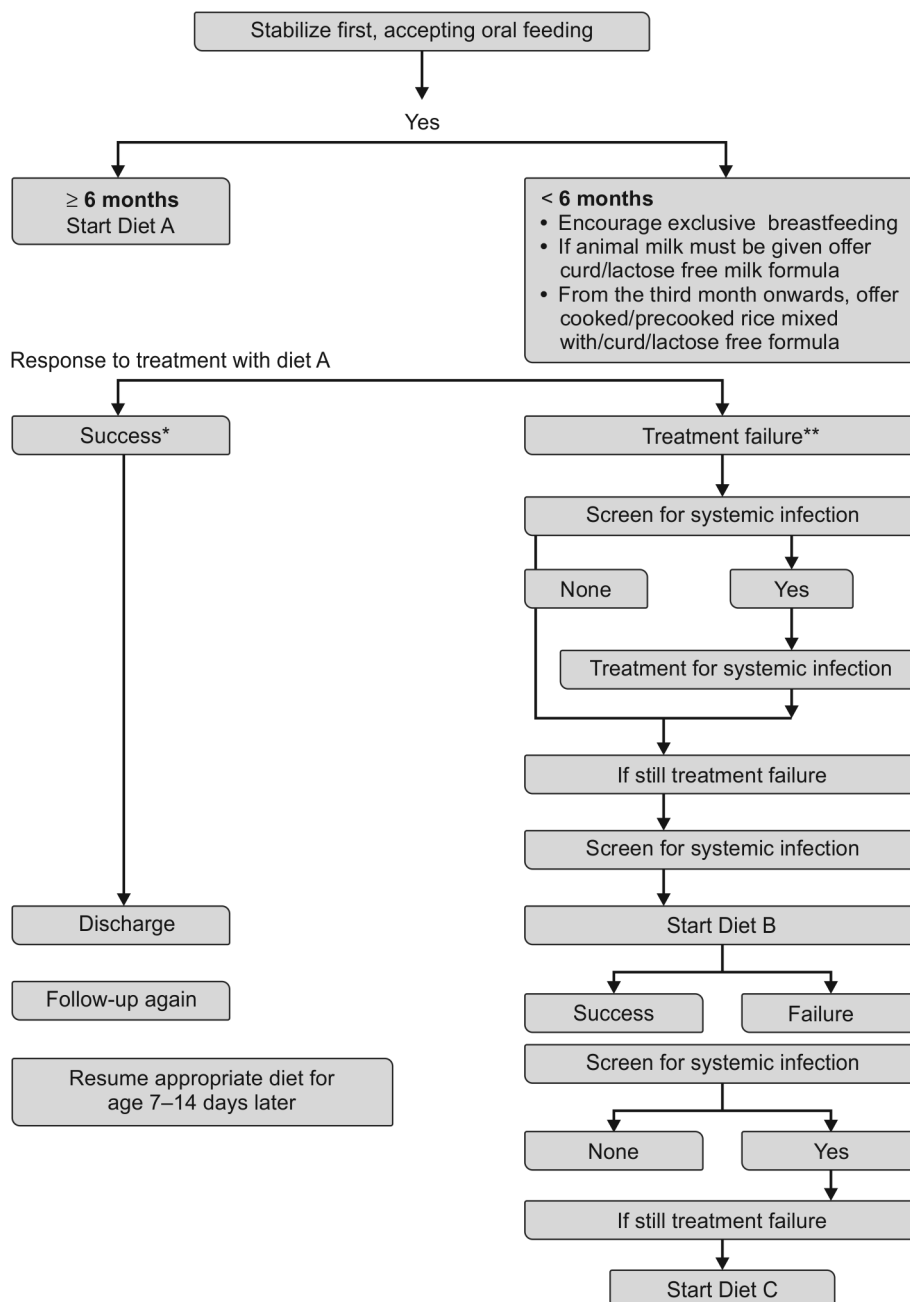 Stabilize first, accepting oral feeding
Yes
≥ 6 months
Start Diet A
< 6 months
• Encourage exclusive breastfeeding
• If animal milk must be given offer
curd/lactose free milk formula
• From the third month onwards, offer
cooked/precooked rice mixed
with/curd/lactose free formula
Response to treatment with diet A
Success*
Treatment failure**
Screen for systemic infection
None
Yes
Treatment for systemic infection
If still treatment failure
Screen for systemic infection
Discharge
Start Diet B
Follow-up again
Success
Failure
Screen for systemic infection
Resume appropriate diet for
age 7–14 days later
None
Yes
If still treatment failure
Start Diet C